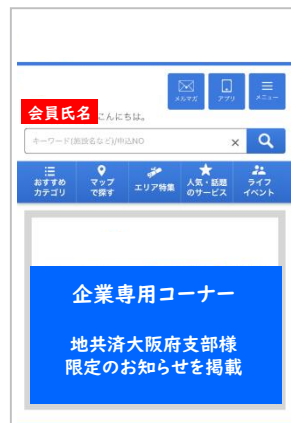 メルマガ アプリ メニュー
会員氏名 こんにちは。
キーワード(施設名など)/申込NO ×
おすすめカテゴリ マップで探す エリア特集 人気・話題のサービス ライフイベント
企業専用コーナー
地共済大阪府支部様
限定のお知らせを掲載